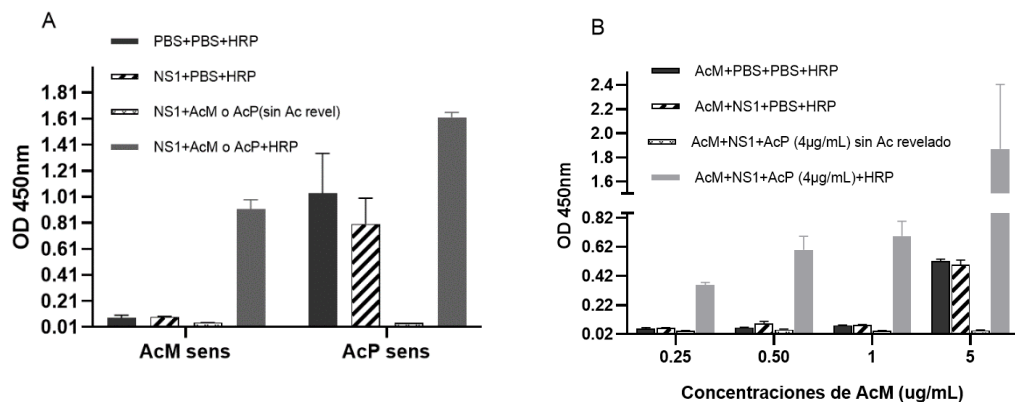 A
PBS+PBS+HRP
NS1+PBS+HRP
NS1+AcM o AcP(sin Ac revel)
NS1+AcM o AcP+HRP
OD 450nm
1.81
1.61
1.41
1.21
1.01
0.81
0.61
0.41
0.21
0.01
AcM sens
AcP sens
B
AcM+PBS+PBS+HRP
AcM+NS1+PBS+HRP
AcM+NS1+AcP (4µg/mL) sin Ac revelado
AcM+NS1+AcP (4µg/mL)+HRP
OD 450nm
2.4
2.2
2.0
1.8
1.6
0.82
0.62
0.42
0.22
0.02
0.25
0.50
1
5
Concentraciones de AcM (ug/mL)